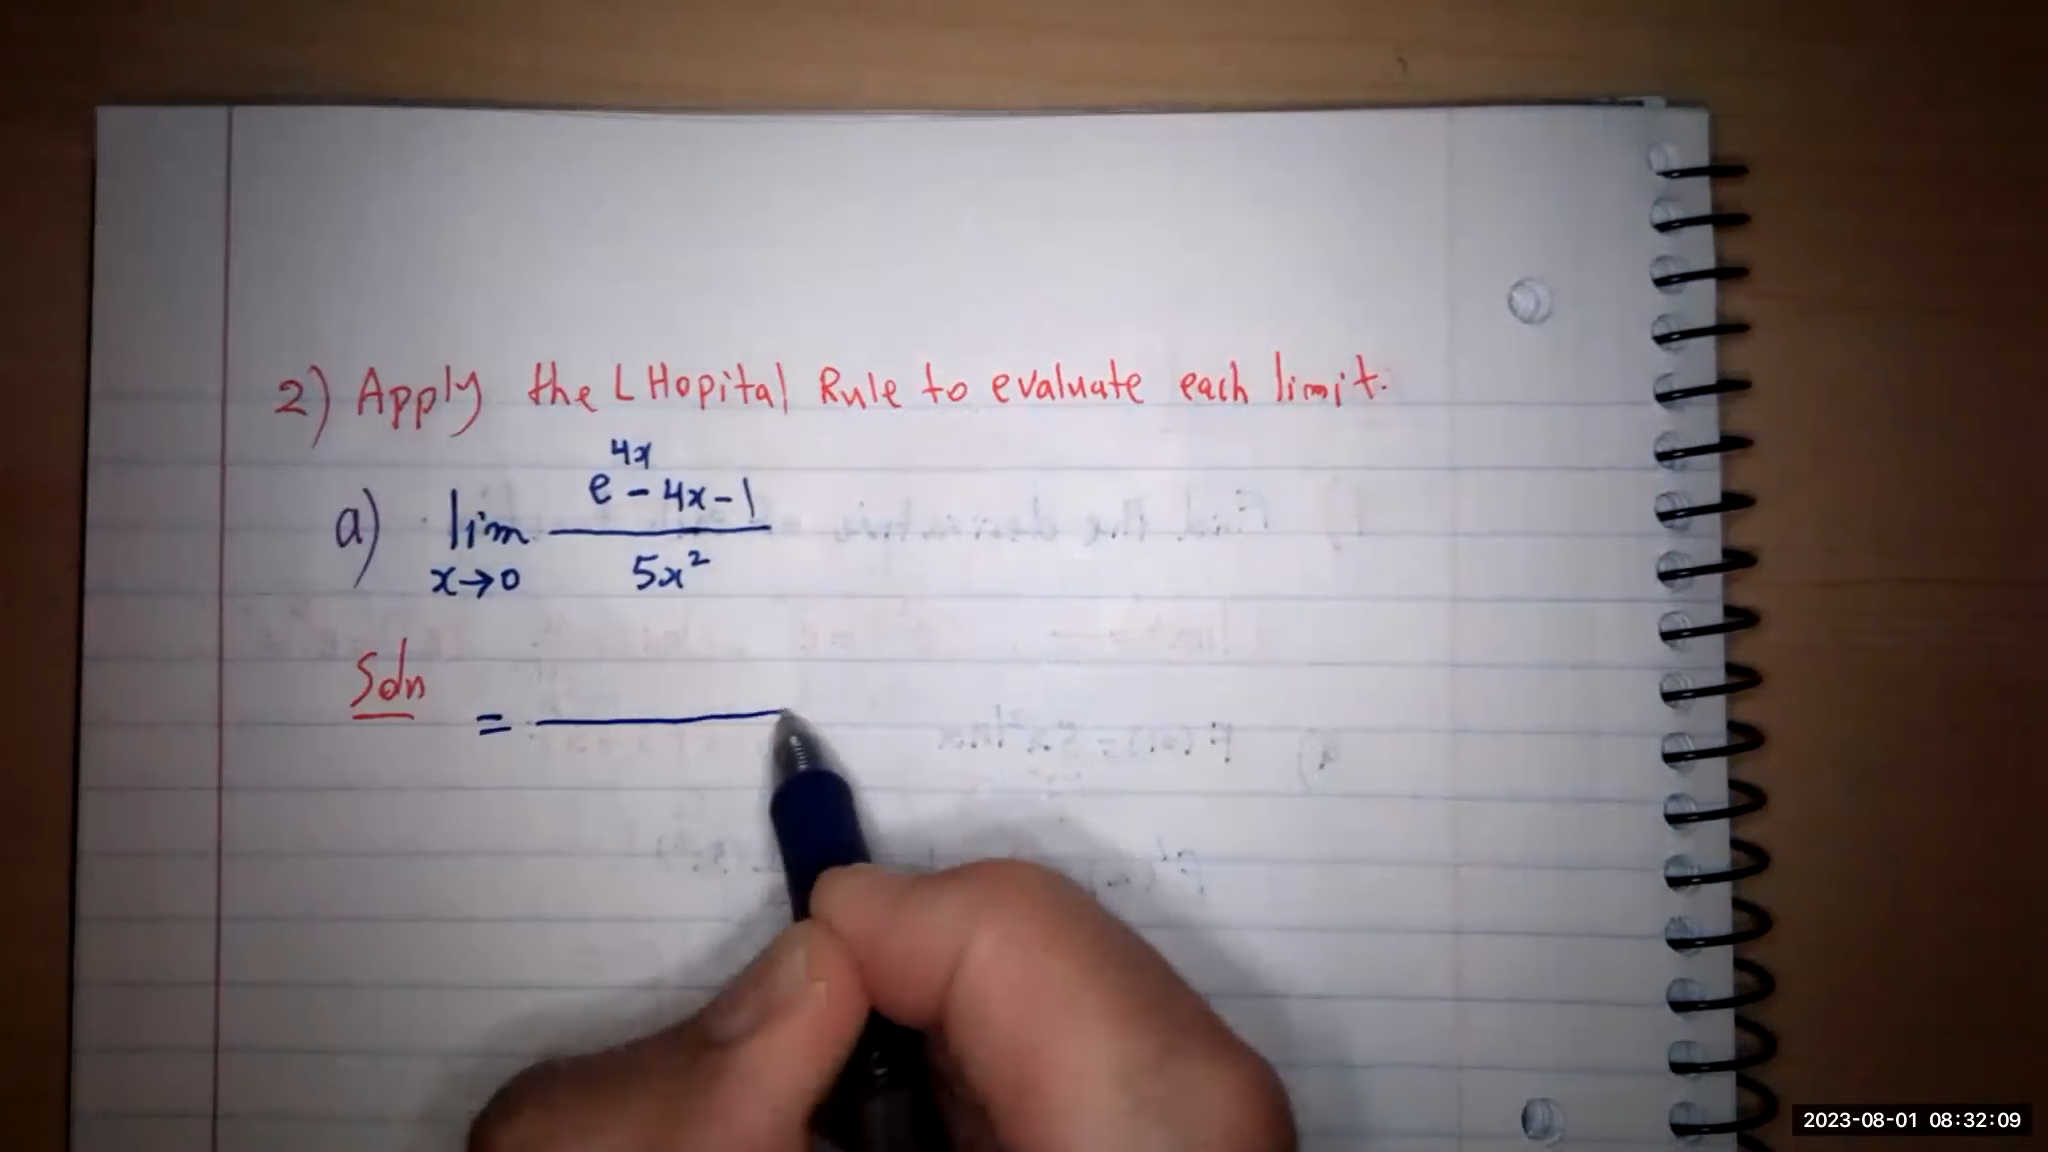 2) Apply the L Hopital Rule to evaluate each limit.
a) lim x→0 (e^4x - 4x - 1) / 5x²
Soln
=
2023-08-01 08:32:09